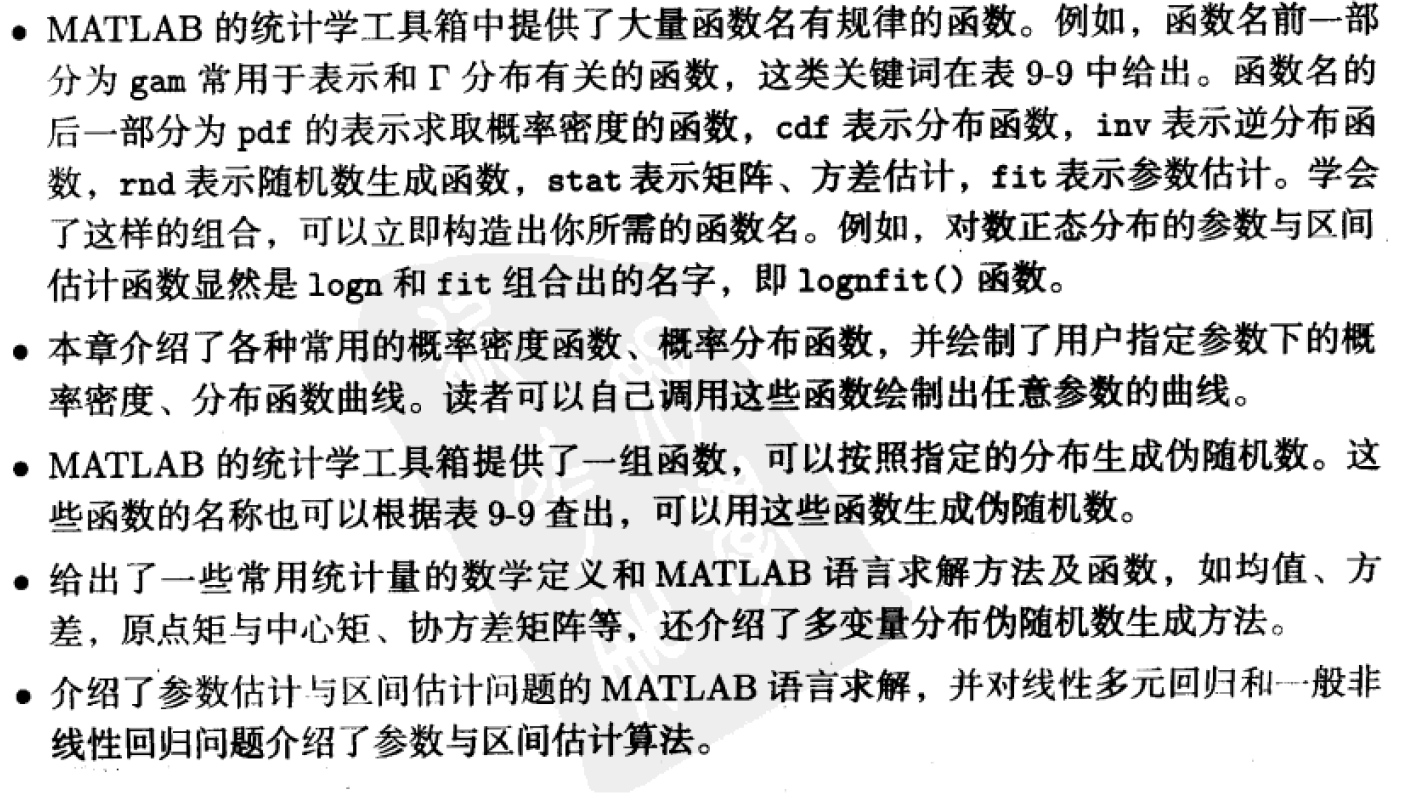 • MATLAB 的统计学工具箱中提供了大量函数名有规律的函数。例如，函数名前一部
分为 gam 常用于表示和 Γ 分布有关的函数，这类关键词在表 9-9 中给出。函数名的
后一部分为 pdf 的表示求取概率密度的函数，cdf 表示分布函数，inv 表示逆分布函
数，rnd 表示随机数生成函数，stat 表示矩阵、方差估计，fit 表示参数估计。学会
了这样的组合，可以立即构造出你所需的函数名。例如，对数正态分布的参数与区间
估计函数显然是 logn 和 fit 组合出的名字，即 lognfit() 函数。
• 本章介绍了各种常用的概率密度函数、概率分布函数，并绘制了用户指定参数下的概
率密度、分布函数曲线。读者可以自己调用这些函数绘制出任意参数的曲线。
• MATLAB 的统计学工具箱提供了一组函数，可以按照指定的分布生成伪随机数。这
些函数的名称也可以根据表 9-9 查出，可以用这些函数生成伪随机数。
• 给出了一些常用统计量的数学定义和 MATLAB 语言求解方法及函数，如均值、方
差，原点矩与中心矩、协方差矩阵等，还介绍了多变量分布伪随机数生成方法。
• 介绍了参数估计与区间估计问题的 MATLAB 语言求解，并对线性多元回归和一般非
线性回归问题介绍了参数与区间估计算法。